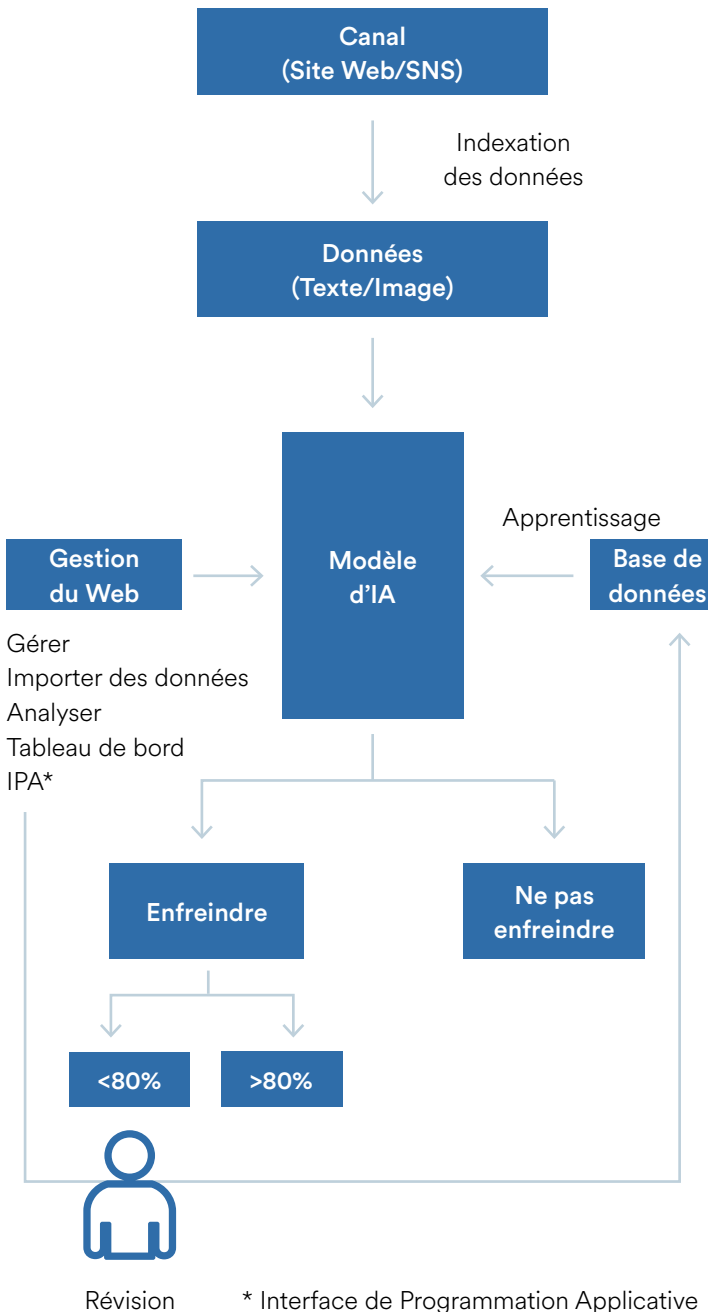 Canal
(Site Web/SNS)
Indexation
des données
Données
(Texte/Image)
Apprentissage
Gestion
du Web
Modèle
d'IA
Base de
données
Gérer
Importer des données
Analyser
Tableau de bord
IPA*
Enfreindre
Ne pas
enfreindre
<80%
>80%
Révision
* Interface de Programmation Applicative